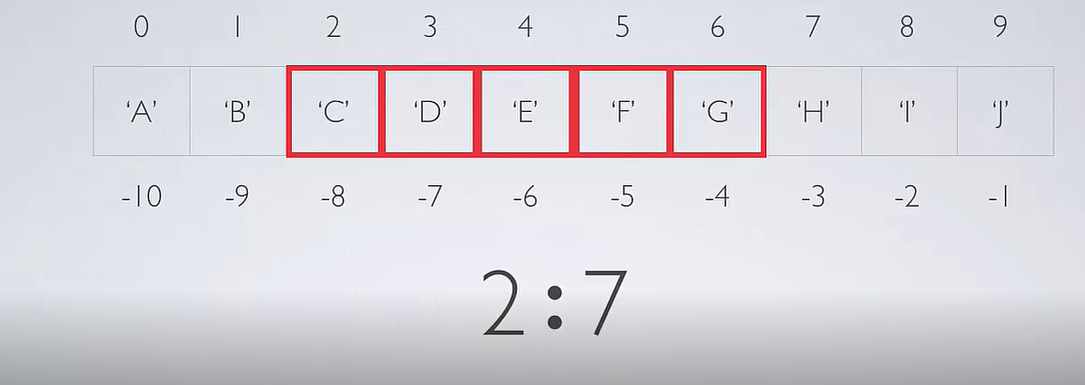 0 1 2 3 4 5 6 7 8 9
‘A’ ‘B’ ‘C’ ‘D’ ‘E’ ‘F’ ‘G’ ‘H’ ‘I’ ‘J’
-10 -9 -8 -7 -6 -5 -4 -3 -2 -1
2:7